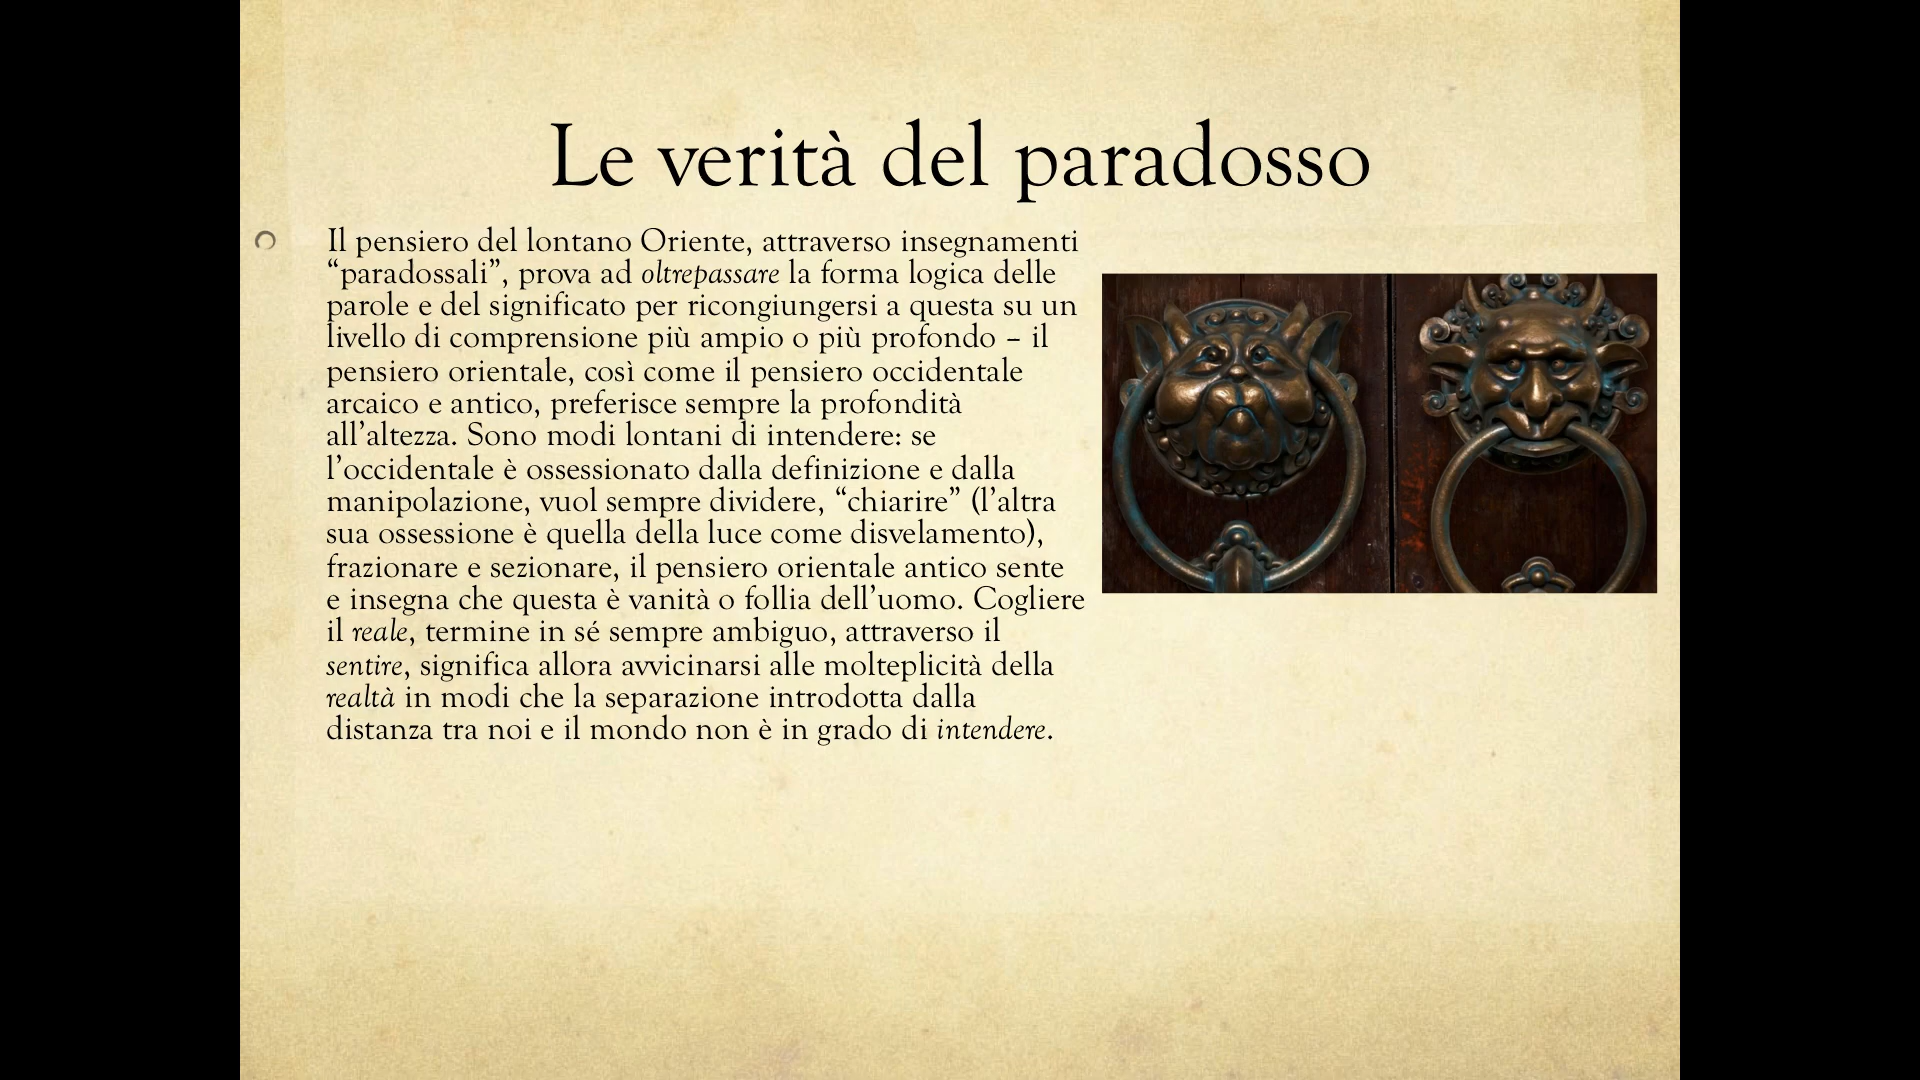 Le verità del paradosso
Il pensiero del lontano Oriente, attraverso insegnamenti
“paradossali”, prova ad oltrepassare la forma logica delle
parole e del significato per ricongiungersi a questa su un
livello di comprensione più ampio o più profondo – il
pensiero orientale, così come il pensiero occidentale
arcaico e antico, preferisce sempre la profondità
all’altezza. Sono modi lontani di intendere: se
l’occidentale è ossessionato dalla definizione e dalla
manipolazione, vuol sempre dividere, “chiarire” (l’altra
sua ossessione è quella della luce come disvelamento),
frazionare e sezionare, il pensiero orientale antico sente
e insegna che questa è vanità o follia dell’uomo. Cogliere
il reale, termine in sé sempre ambiguo, attraverso il
sentire, significa allora avvicinarsi alle molteplicità della
realtà in modi che la separazione introdotta dalla
distanza tra noi e il mondo non è in grado di intendere.